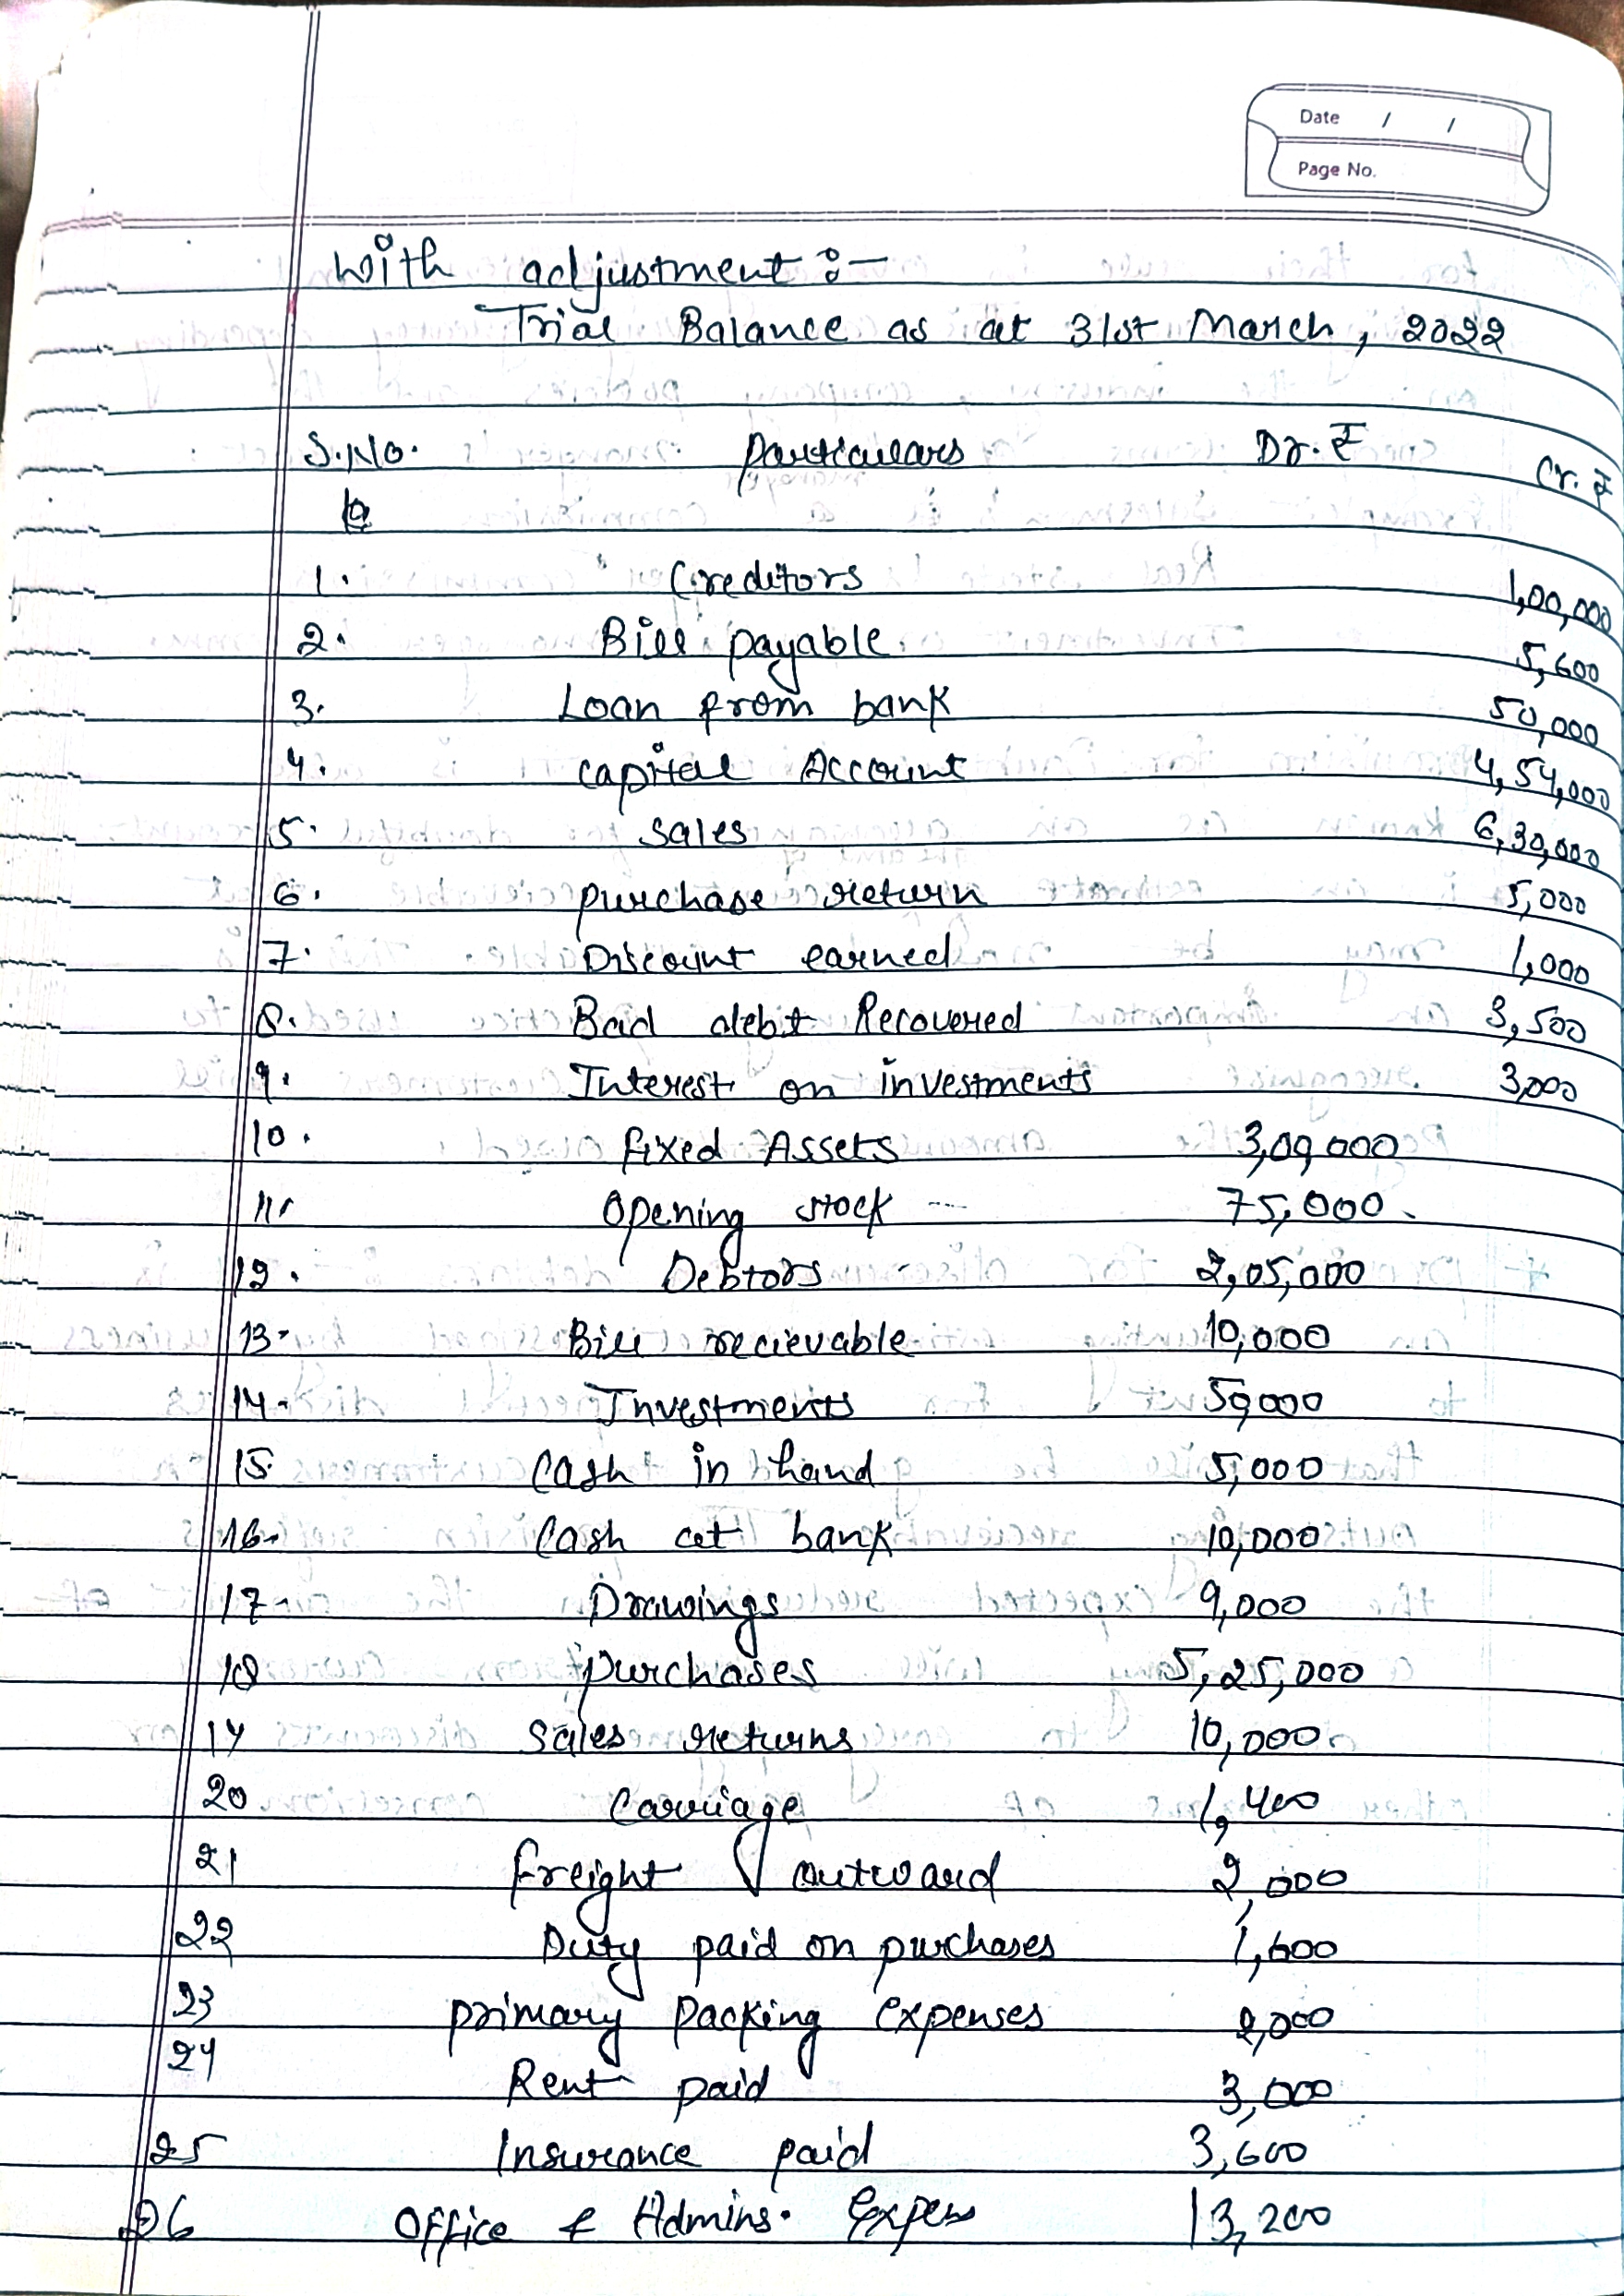 Date / /
Page No.
With adjustment :-
Trial Balance as at 31st March, 2022
S.No. Particulars Dr. ₹ Cr. ₹
1. Creditors 1,00,000
2. Bill payable 5,600
3. Loan from bank 50,000
4. Capital Account 4,54,000
5. Sales 6,30,000
6. purchase return 5,000
7. Discount earned 1,000
8. Bad debt Recovered 3,500
9. Interest on investments 3,000
10. fixed Assets 3,09,000
11. Opening stock 75,000
12. Debtors 2,05,000
13. Bill recievable 10,000
14. Investments
15. Cash in hand 5,000
16. Cash at bank 10,000
17. Drawings 9,000
18 purchases 5,25,000
19 Sales returns 10,000
20 Carriage 1,400
21 freight outward 2,000
22 Duty paid on purchases 1,600
23 primary Packing expenses 2,000
24 Rent paid 3,000
25 Insurance paid 3,600
26 Office & Admins. Expens 13,200